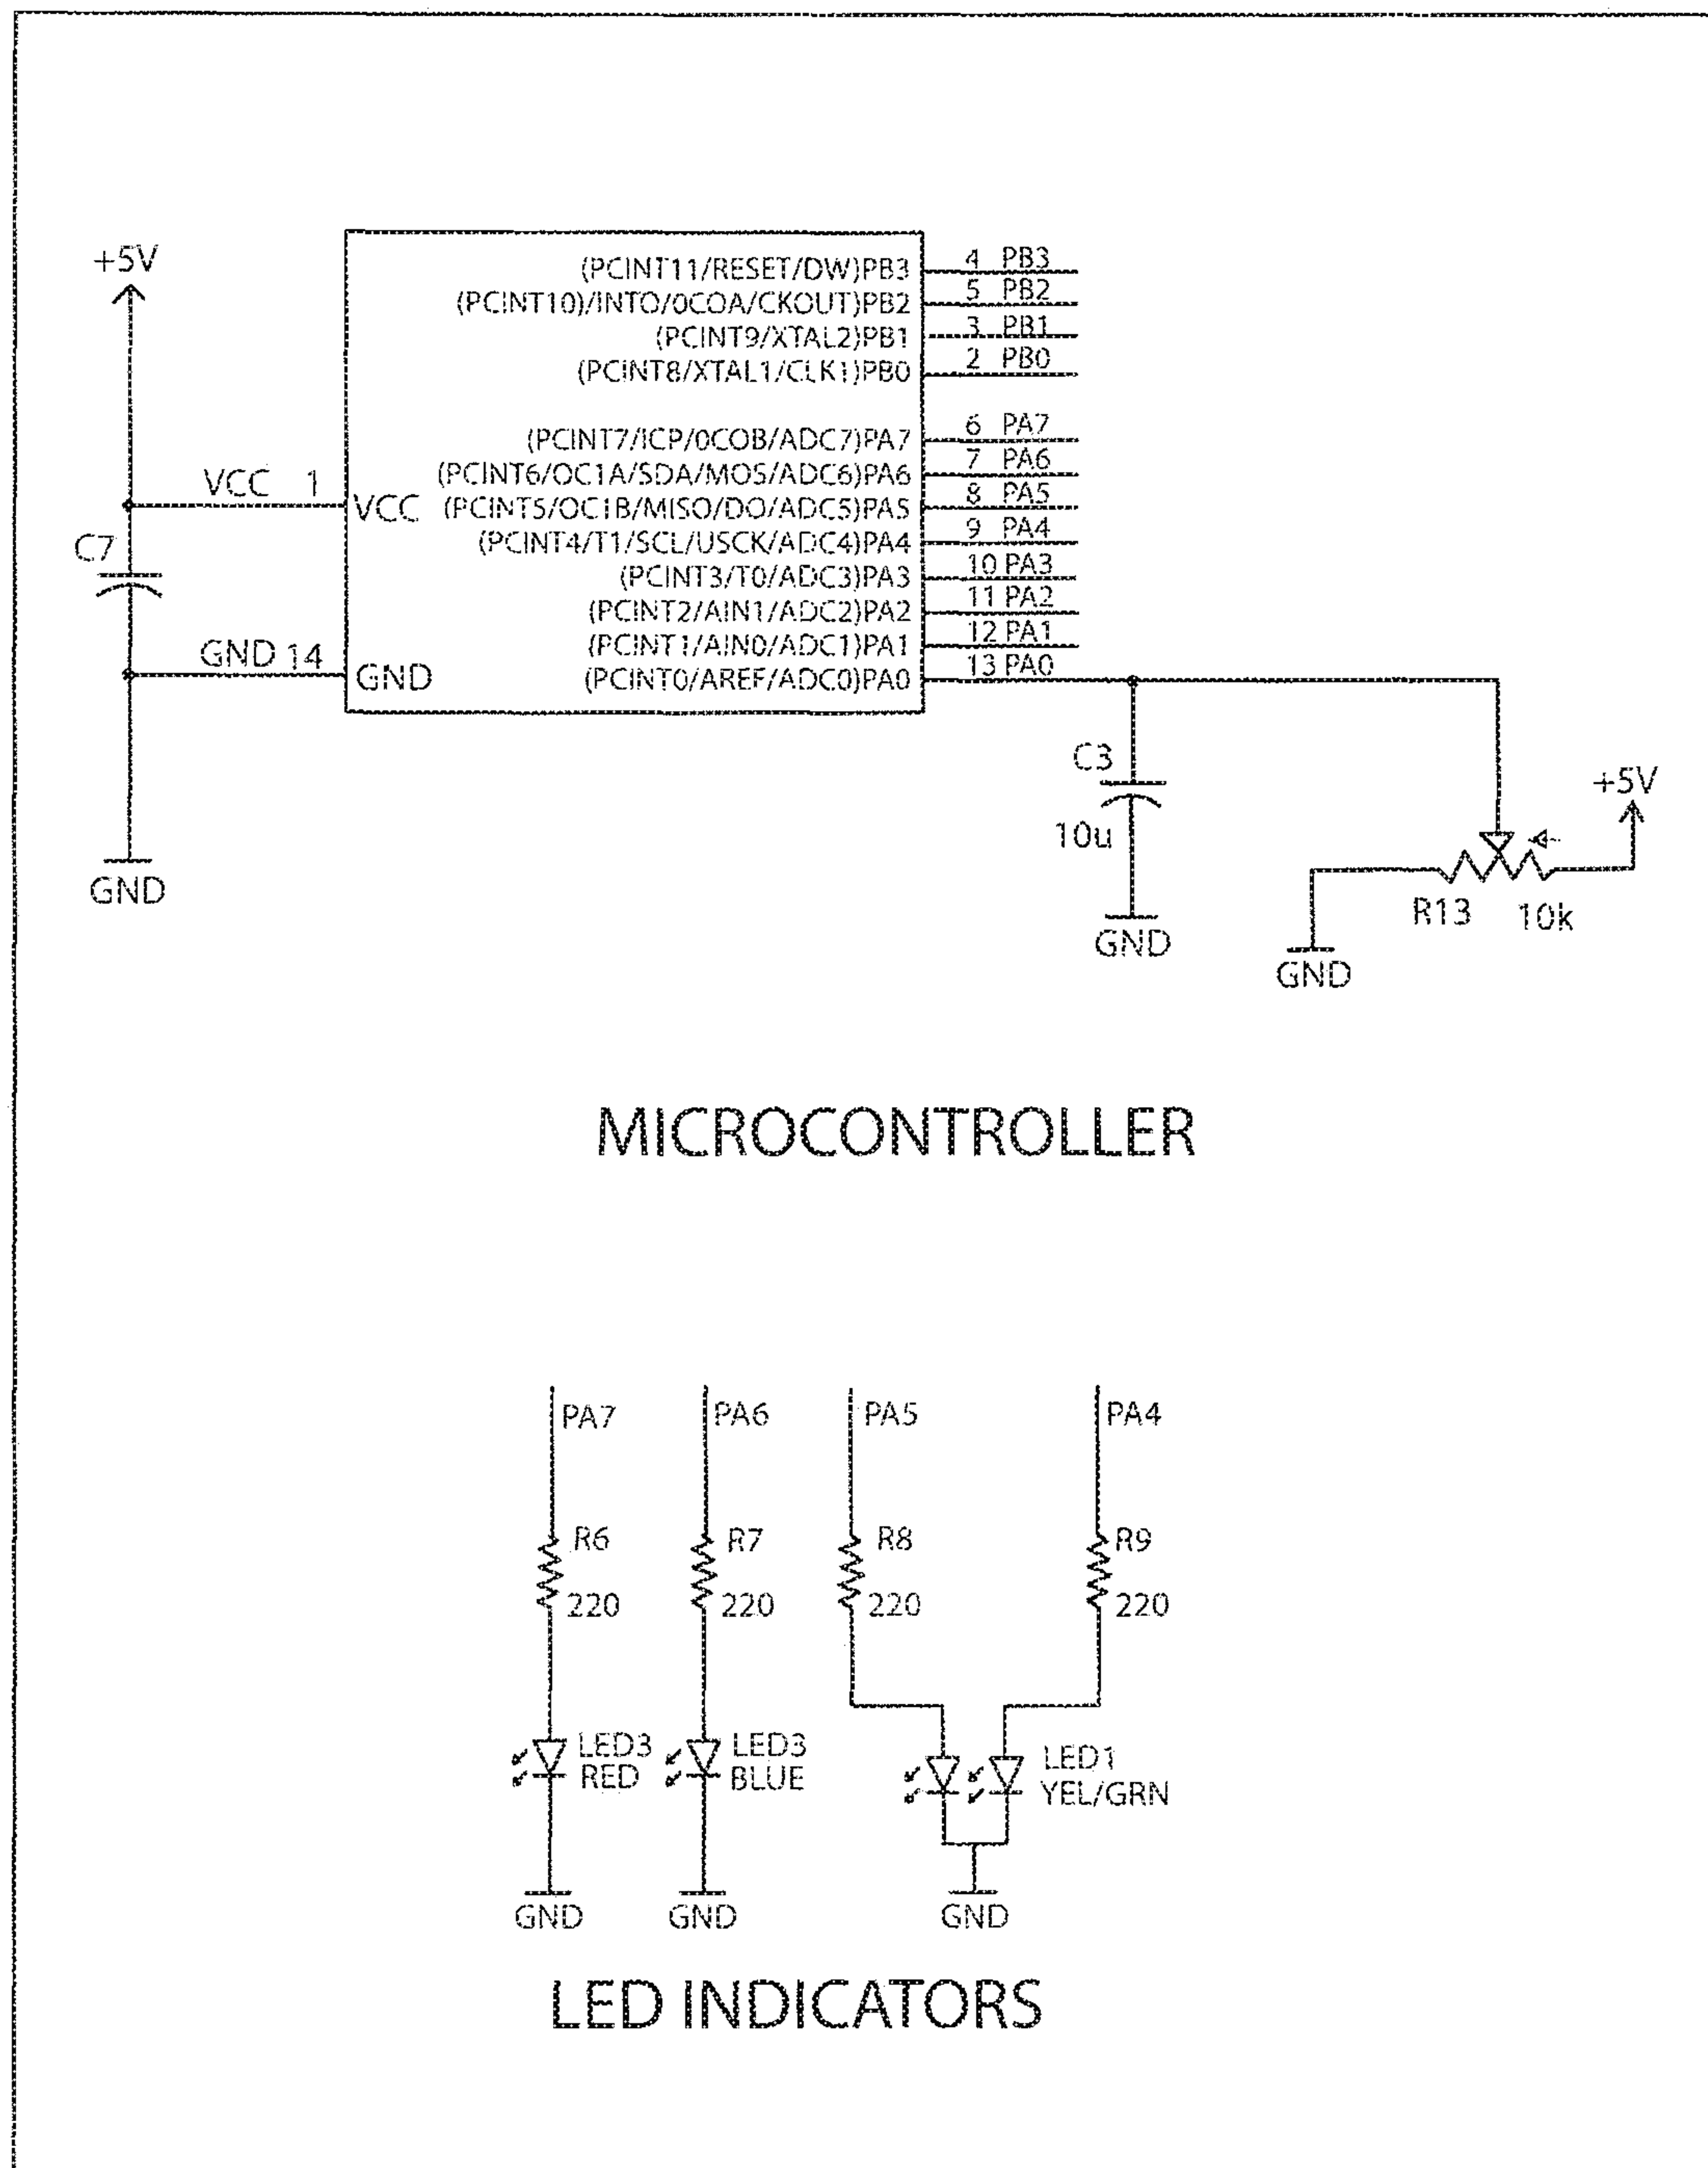 +5V
(PCINT11/RESET/DW)PB3 4 PB3
(PCINT10)/INTO/0COA/CKOUT)PB2 5 PB2
(PCINT9/XTAL2)PB1 3 PB1
(PCINT8/XTAL1/CLK1)PB0 2 PB0
(PCINT7/ICP/0COB/ADC7)PA7 6 PA7
(PCINT6/OC1A/SDA/MOS/ADC6)PA6 7 PA6
VCC 1 VCC (PCINT5/OC1B/MISO/DO/ADC5)PA5 8 PA5
C7 (PCINT4/T1/SCL/USCK/ADC4)PA4 9 PA4
(PCINT3/T0/ADC3)PA3 10 PA3
(PCINT2/AIN1/ADC2)PA2 11 PA2
(PCINT1/AIN0/ADC1)PA1 12 PA1
GND 14 GND (PCINT0/AREF/ADC0)PA0 13 PA0
C3
+5V
10u
GND
R13 10k
GND
GND
MICROCONTROLLER
PA7 PA6 PA5 PA4
R6 R7 R8 R9
220 220 220 220
LED3 LED3 LED1
RED BLUE YEL/GRN
GND GND GND
LED INDICATORS